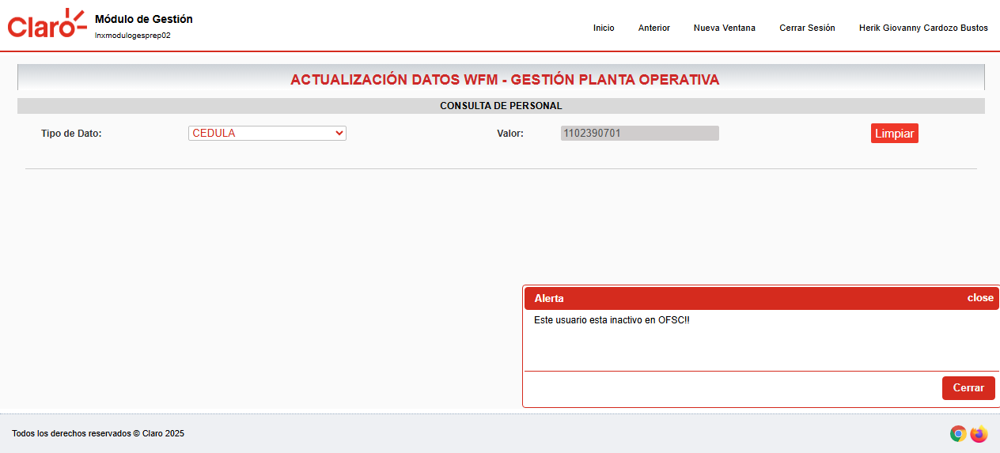 Claro
Módulo de Gestión
lnxmodulogesprep02
Inicio Anterior Nueva Ventana Cerrar Sesión Herik Giovanny Cardozo Bustos
ACTUALIZACIÓN DATOS WFM - GESTIÓN PLANTA OPERATIVA
CONSULTA DE PERSONAL
Tipo de Dato: CEDULA Valor: 1102390701 Limpiar
Alerta close
Este usuario esta inactivo en OFSC!!
Cerrar
Todos los derechos reservados © Claro 2025